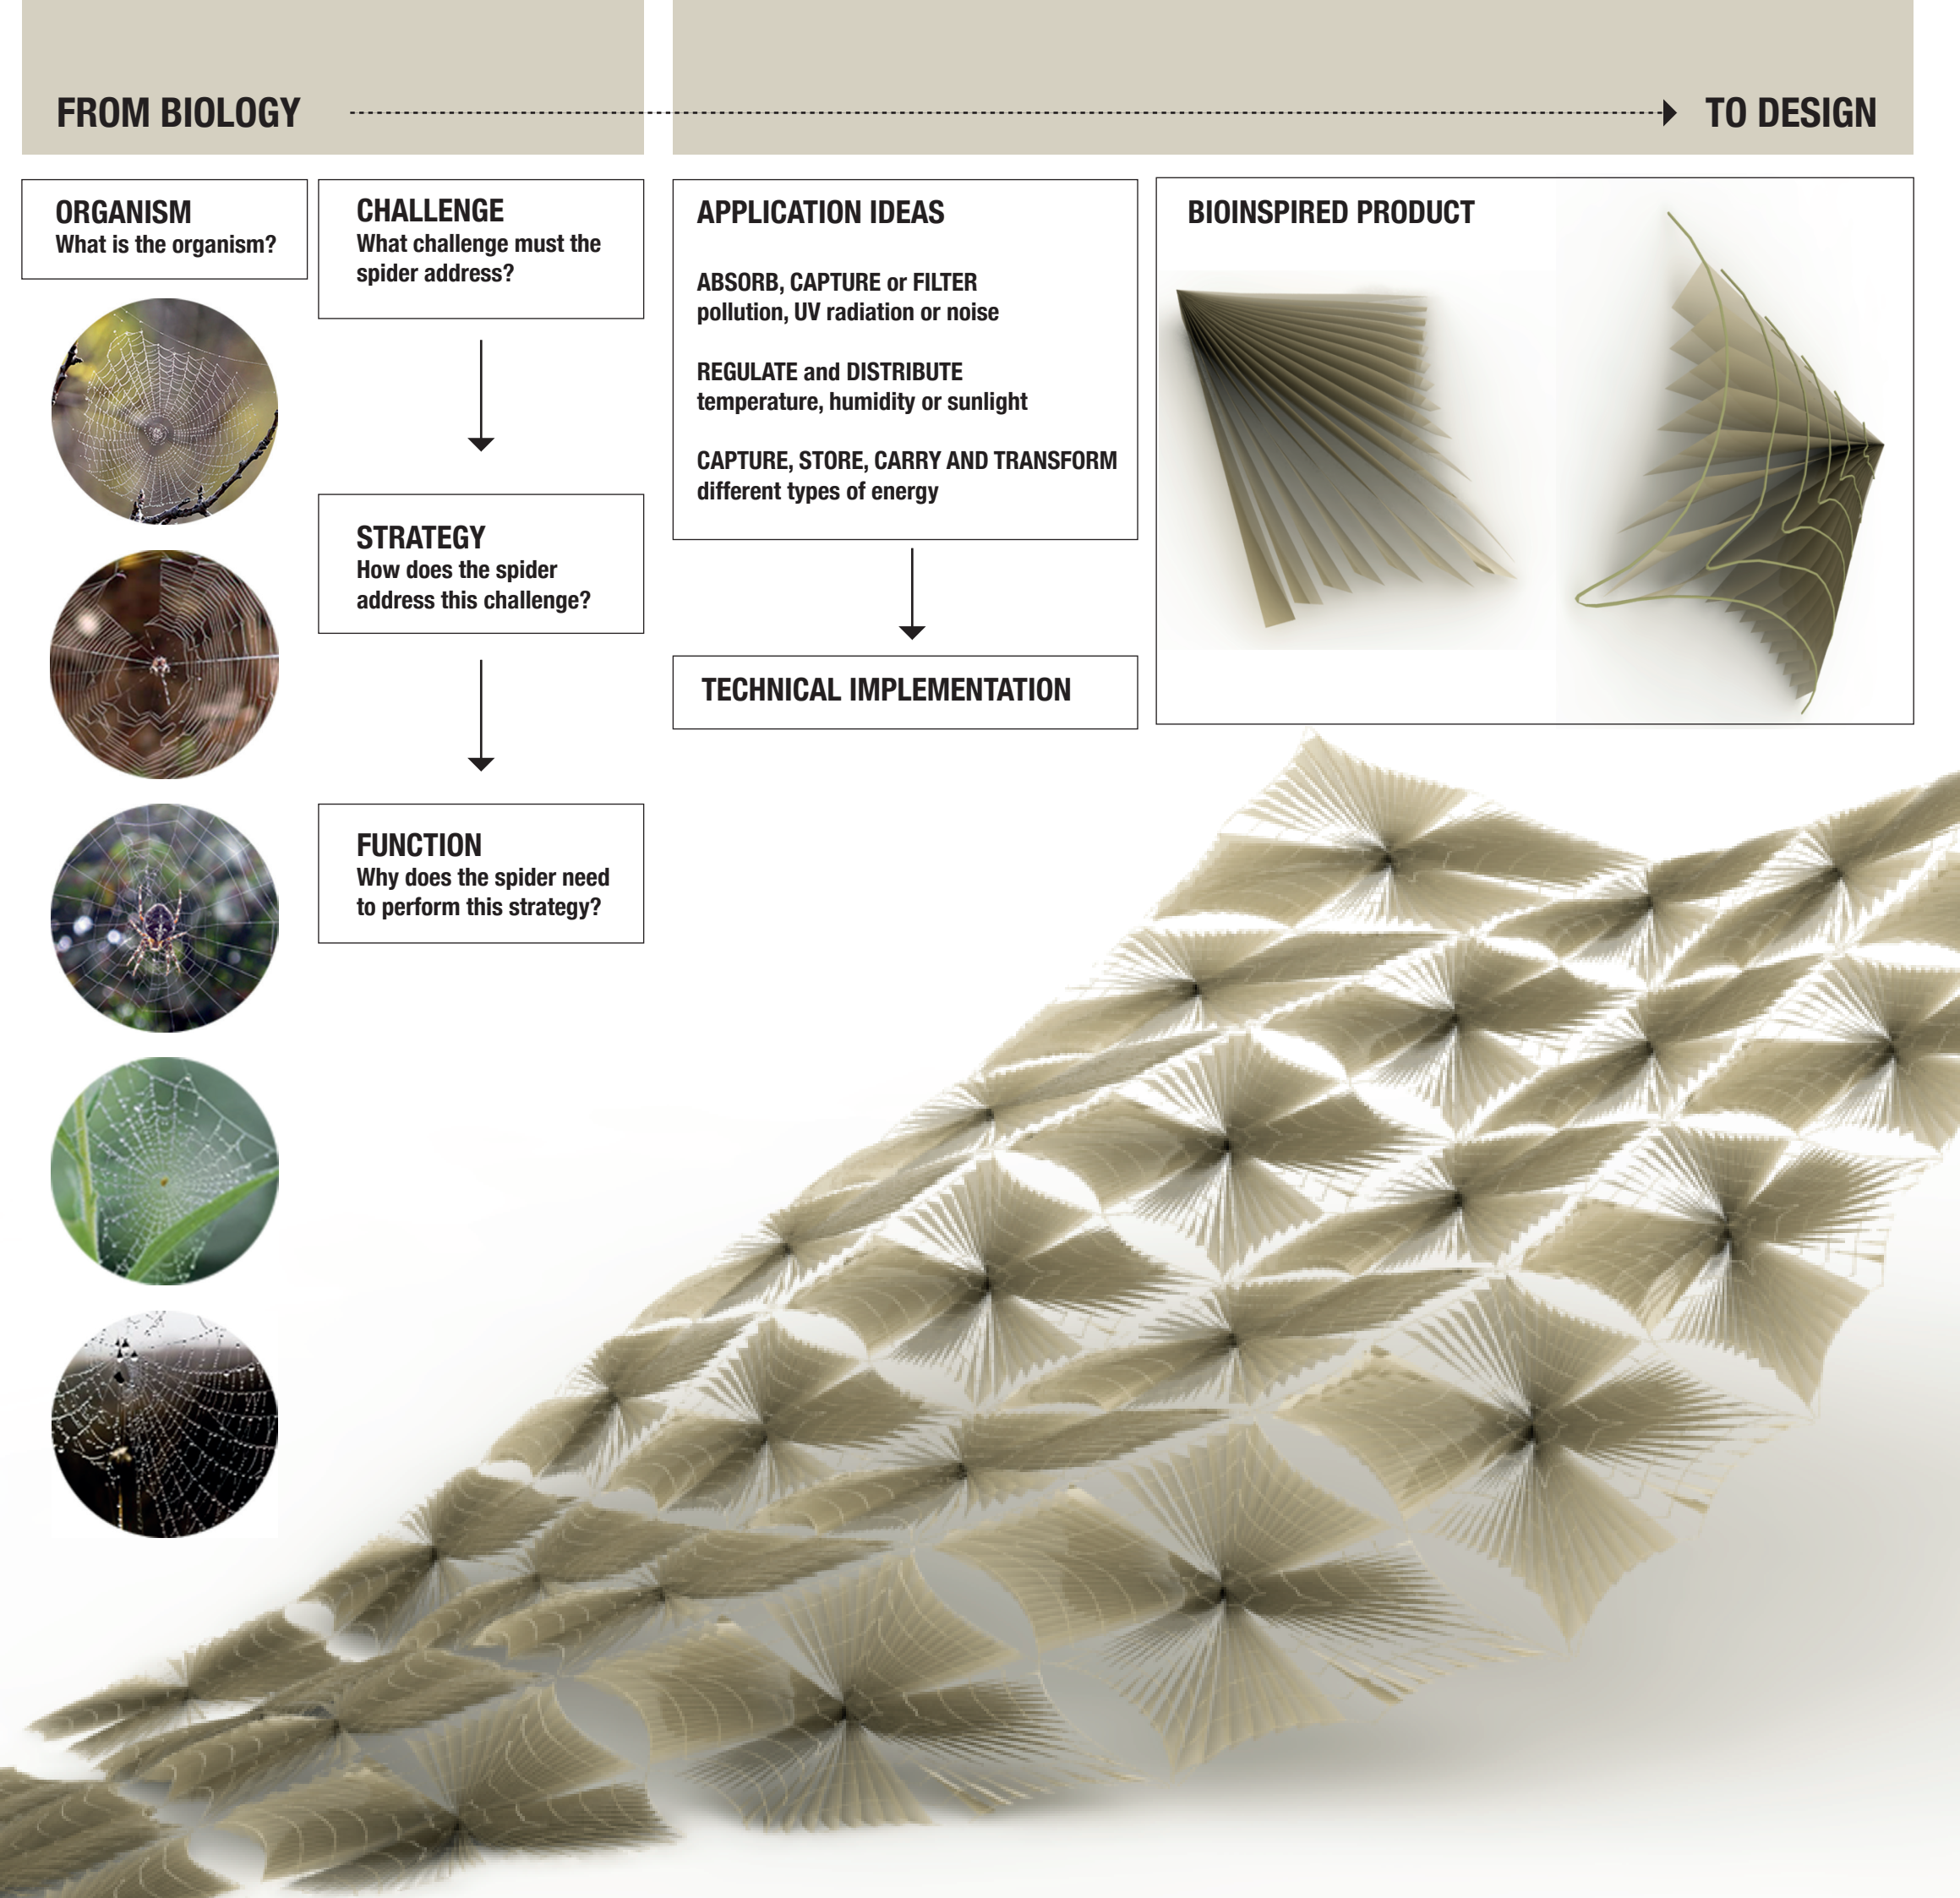 FROM BIOLOGY
TO DESIGN
ORGANISM
What is the organism?
CHALLENGE
What challenge must the
spider address?
STRATEGY
How does the spider
address this challenge?
FUNCTION
Why does the spider need
to perform this strategy?
APPLICATION IDEAS
ABSORB, CAPTURE or FILTER
pollution, UV radiation or noise
REGULATE and DISTRIBUTE
temperature, humidity or sunlight
CAPTURE, STORE, CARRY AND TRANSFORM
different types of energy
TECHNICAL IMPLEMENTATION
BIOINSPIRED PRODUCT